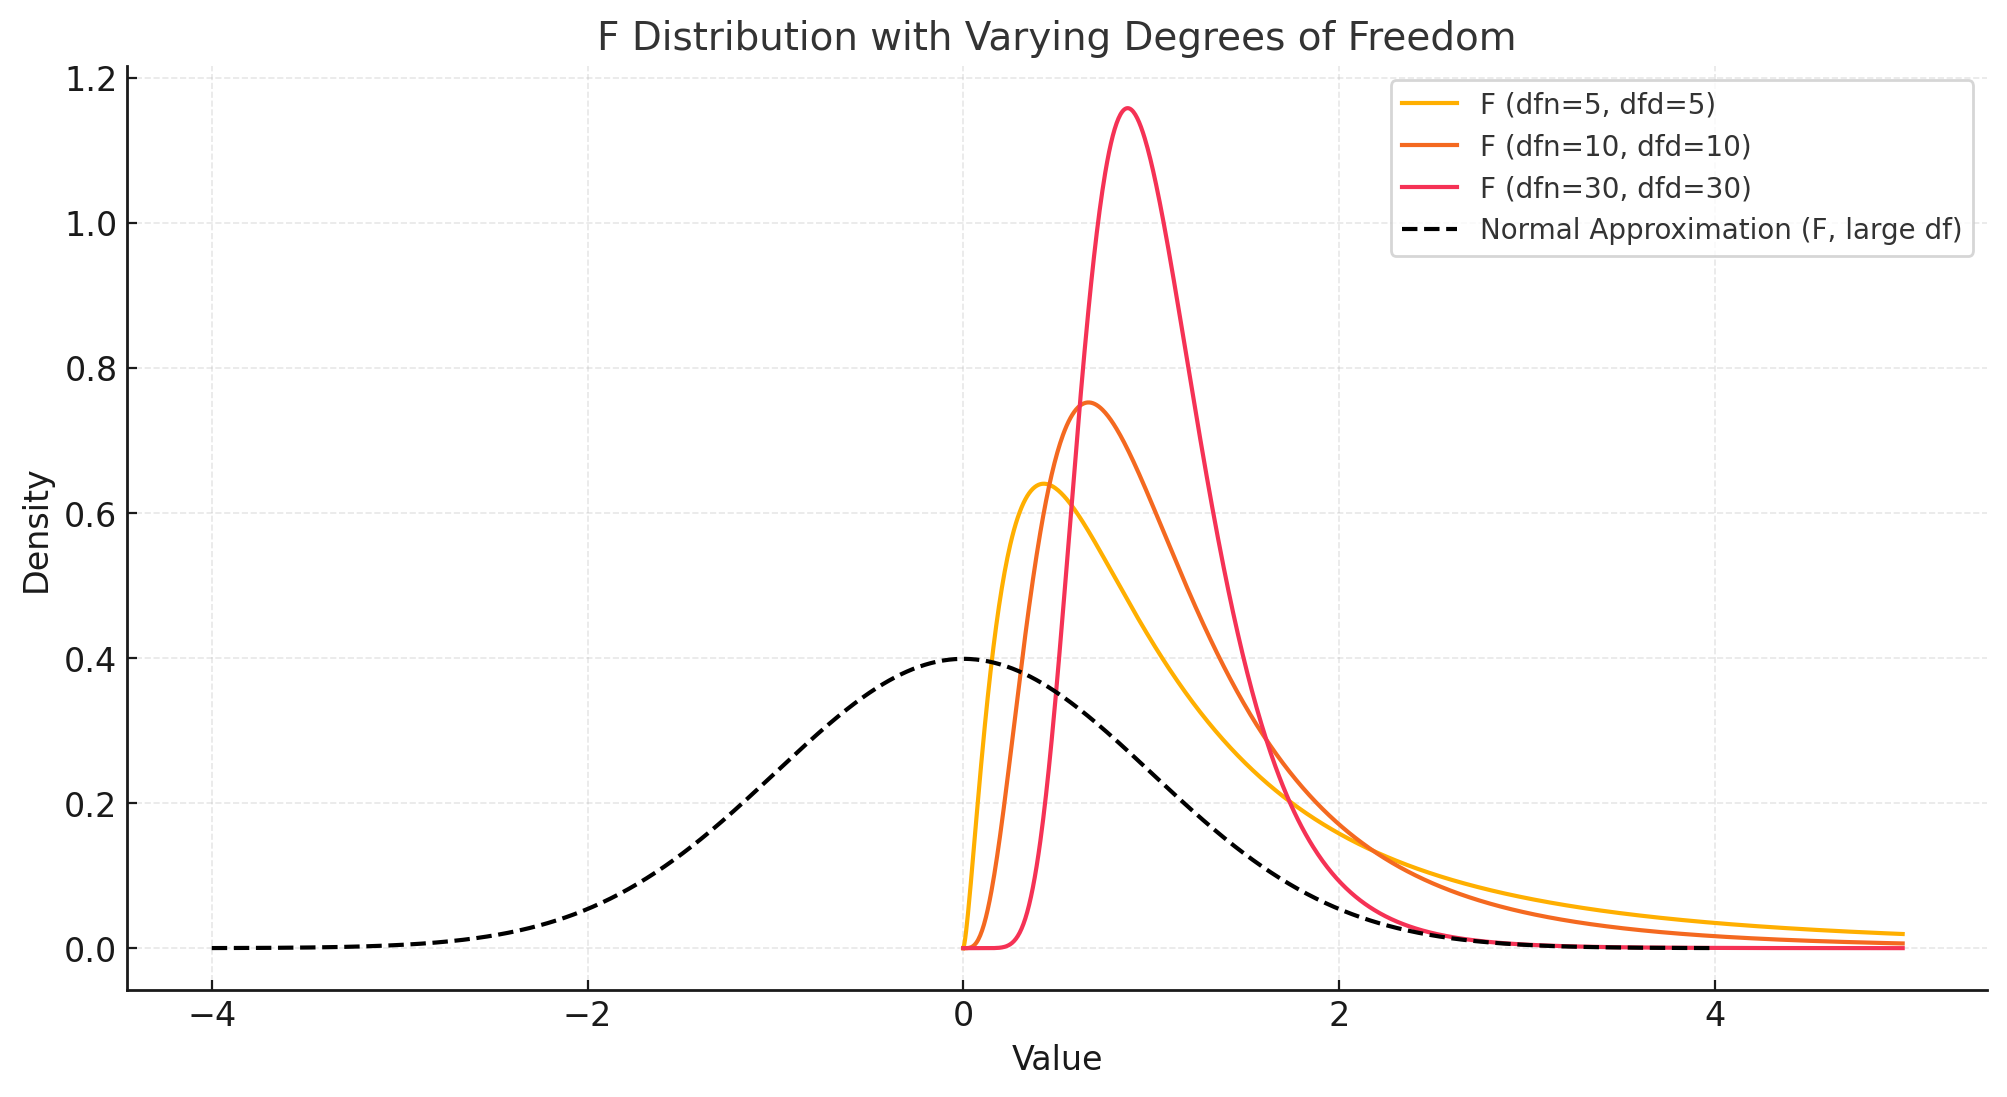 F Distribution with Varying Degrees of Freedom
1.2
1.0
0.8
0.6
0.4
0.2
0.0
Density
F (dfn=5, dfd=5)
F (dfn=10, dfd=10)
F (dfn=30, dfd=30)
Normal Approximation (F, large df)
−4
−2
0
2
4
Value